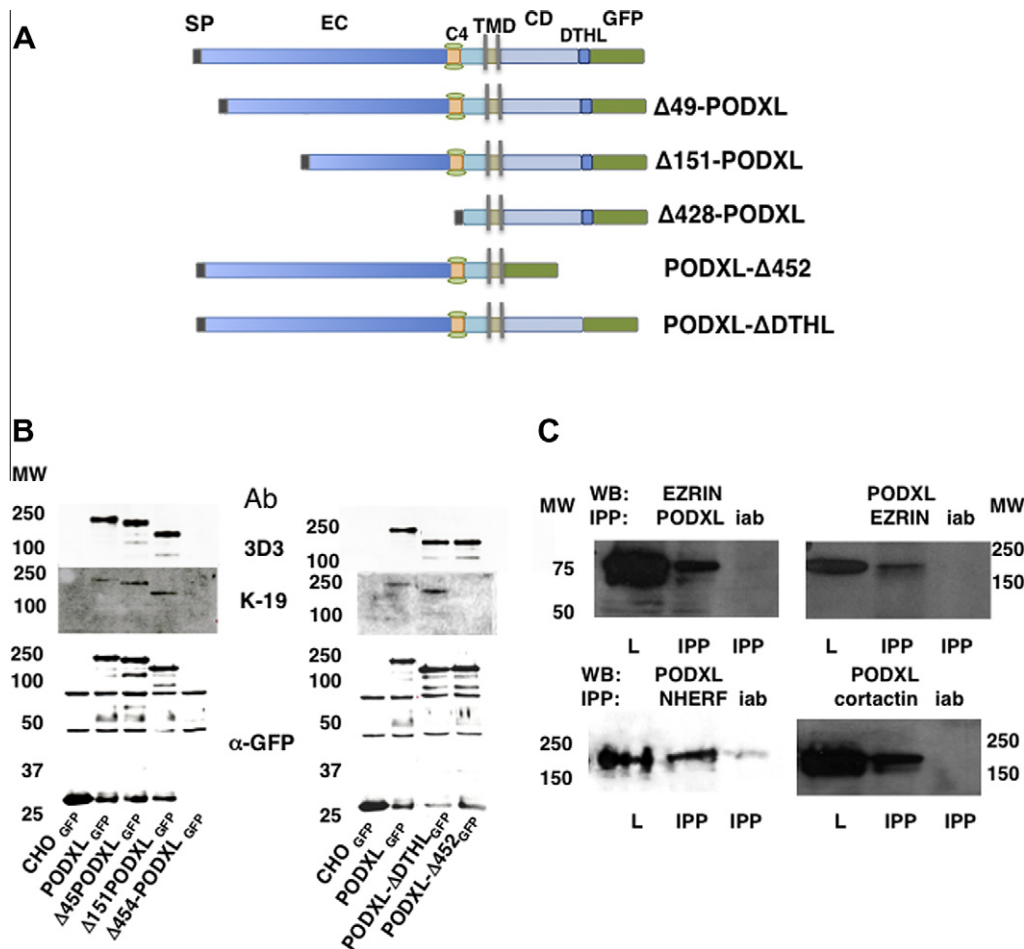 A
SP EC C4 TMD CD DTHL GFP
Δ49-PODXL
Δ151-PODXL
Δ428-PODXL
PODXL-Δ452
PODXL-ΔDTHL
B
MW
Ab
250
100
3D3
250
100
250
100
K-19
250
100
250
100
50
37
25
α-GFP
250
100
50
37
25
CHO GFP
PODXL GFP
Δ45PODXL GFP
Δ151PODXL GFP
Δ454-PODXL GFP
CHO GFP
PODXL GFP
PODXL-ΔDTHL GFP
PODXL-Δ452 GFP
C
MW
WB: EZRIN
IPP: PODXL iab
75
50
L IPP IPP
PODXL
EZRIN iab
MW
250
150
L IPP IPP
WB: PODXL
IPP: NHERF iab
250
150
L IPP IPP
PODXL
cortactin iab
250
150
L IPP IPP